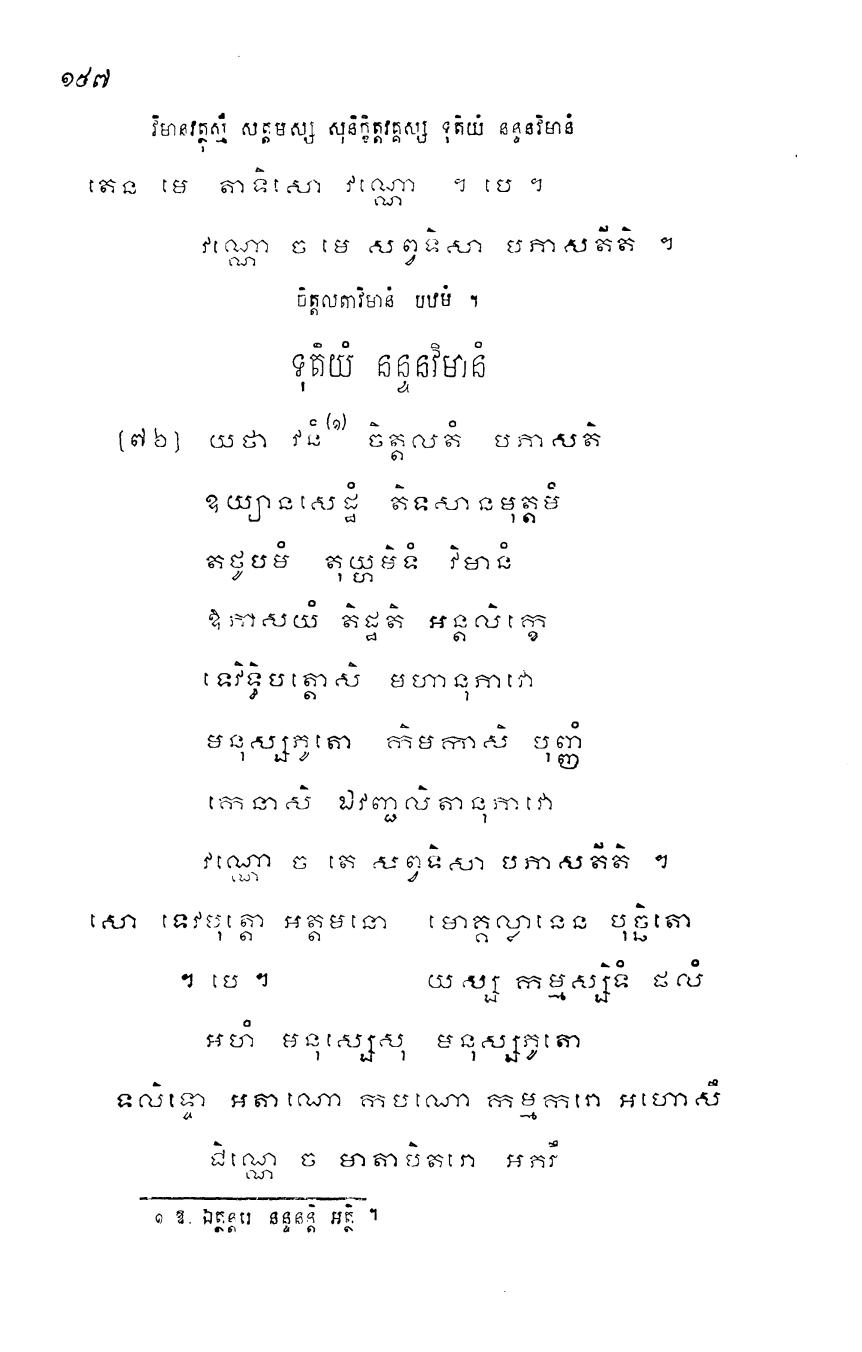 ១៨៧
វិមានវត្ថុស្មឹ សត្តមស្ស សុនិក្ខិត្តវគ្គស្ស ទុតិយំ នន្ទនវិមានំ
តេន មេ តាទិសោ វណ្ណោ ។ បេ ។
វណ្ណោ ច មេ សព្វទិសា បភាសតីតិ ។
ចិត្តលតាវិមានំ បឋមំ ។
ទុតិយំ នន្ទនវិមានំ
[៧៦] យថា វនំ(១) ចិត្តលតំ បភាសតិ
ឧយ្យានសេដ្ឋំ តិទសានមុត្តមំ
តថូបមំ តុយ្ហមិទំ វិមានំ
ឱភាសយំ តិដ្ឋតិ អន្តលិក្ខេ
ទេវិទ្ធិបត្តោសិ មហានុភាវោ
មនុស្សភូតោ កិមកាសិ បុញ្ញំ
កេនាសិ ឯវញ្ជលិតានុភាវោ
វណ្ណោ ច តេ សព្វទិសា បភាសតីតិ ។
សោ ទេវបុត្តោ អត្តមនោ មោគ្គល្លានេន បុច្ឆិតោ
។ បេ ។ យស្ស កម្មស្សិទំ ផលំ
អហំ មនុស្សេសុ មនុស្សភូតោ
ទលិទ្ទោ អតាណោ កបណោ កម្មករោ អហោសឹ
ជិណ្ណេ ច មាតាបិតរោ អភរឹ
១ ឱ. ឯត្ថន្តរេ នន្ទនន្តិ អត្ថិ ។